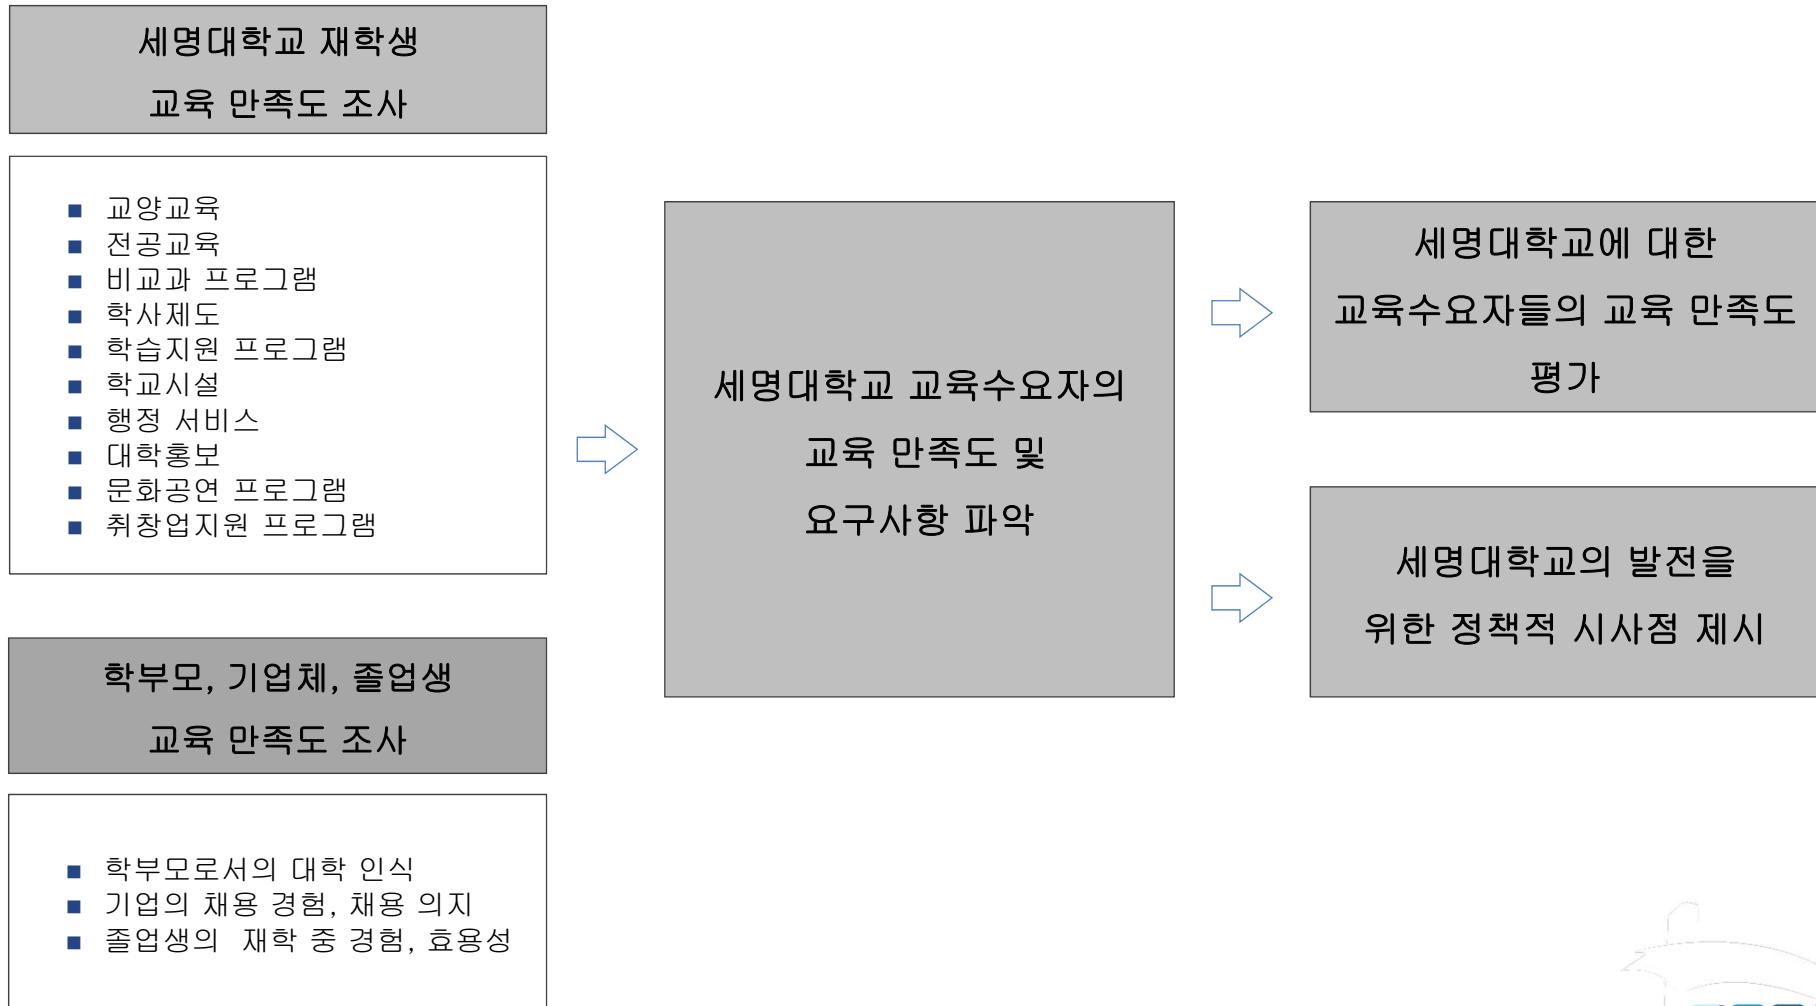 세명대학교 재학생
교육 만족도 조사
■ 교양교육
■ 전공교육
■ 비교과 프로그램
■ 학사제도
■ 학습지원 프로그램
■ 학교시설
■ 행정 서비스
■ 대학홍보
■ 문화공연 프로그램
■ 취창업지원 프로그램
학부모, 기업체, 졸업생
교육 만족도 조사
■ 학부모로서의 대학 인식
■ 기업의 채용 경험, 채용 의지
■ 졸업생의 재학 중 경험, 효용성
세명대학교 교육수요자의
교육 만족도 및
요구사항 파악
세명대학교에 대한
교육수요자들의 교육 만족도
평가
세명대학교의 발전을
위한 정책적 시사점 제시